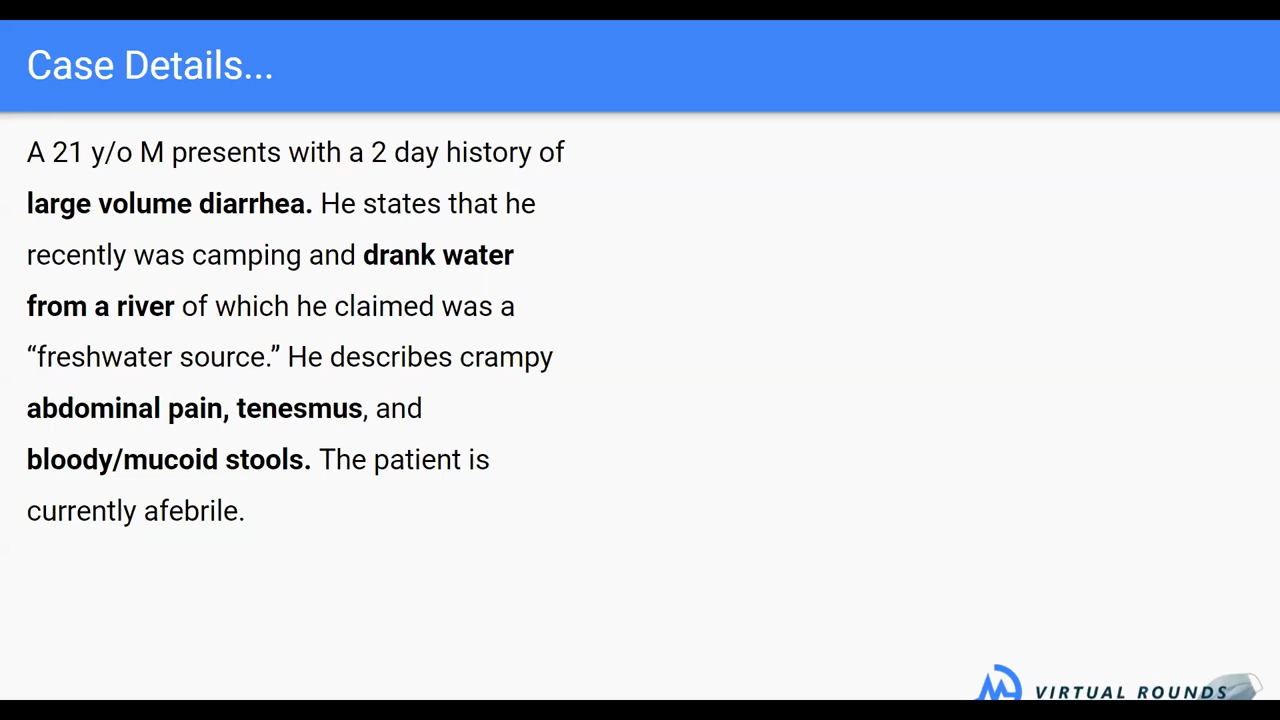 Case Details...
A 21 y/o M presents with a 2 day history of
large volume diarrhea. He states that he
recently was camping and drank water
from a river of which he claimed was a
“freshwater source.” He describes crampy
abdominal pain, tenesmus, and
bloody/mucoid stools. The patient is
currently afebrile.
VIRTUAL ROUNDS